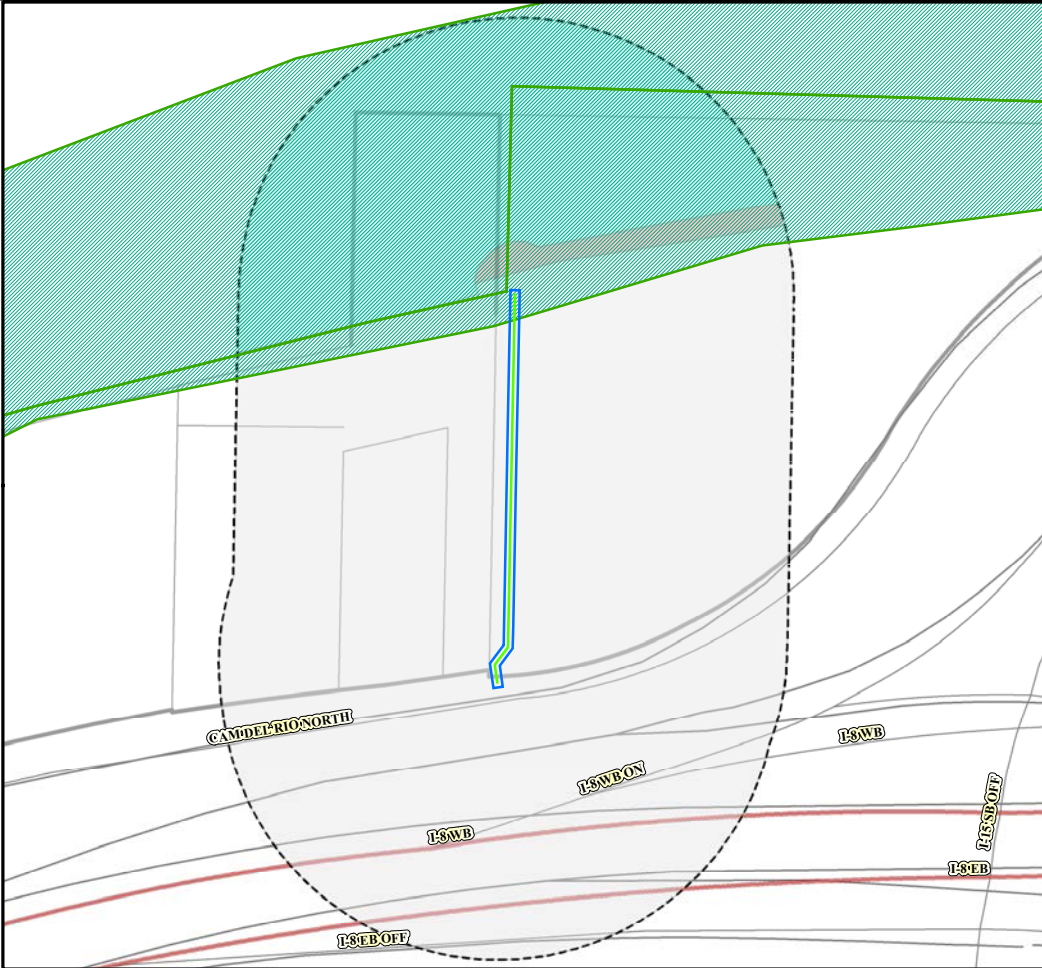 CAM DEL RIO NORTH
I-8 WB
I-8 WB ON
I-15 SB OFF
I-8 WB
I-8 EB
I-8 EB OFF